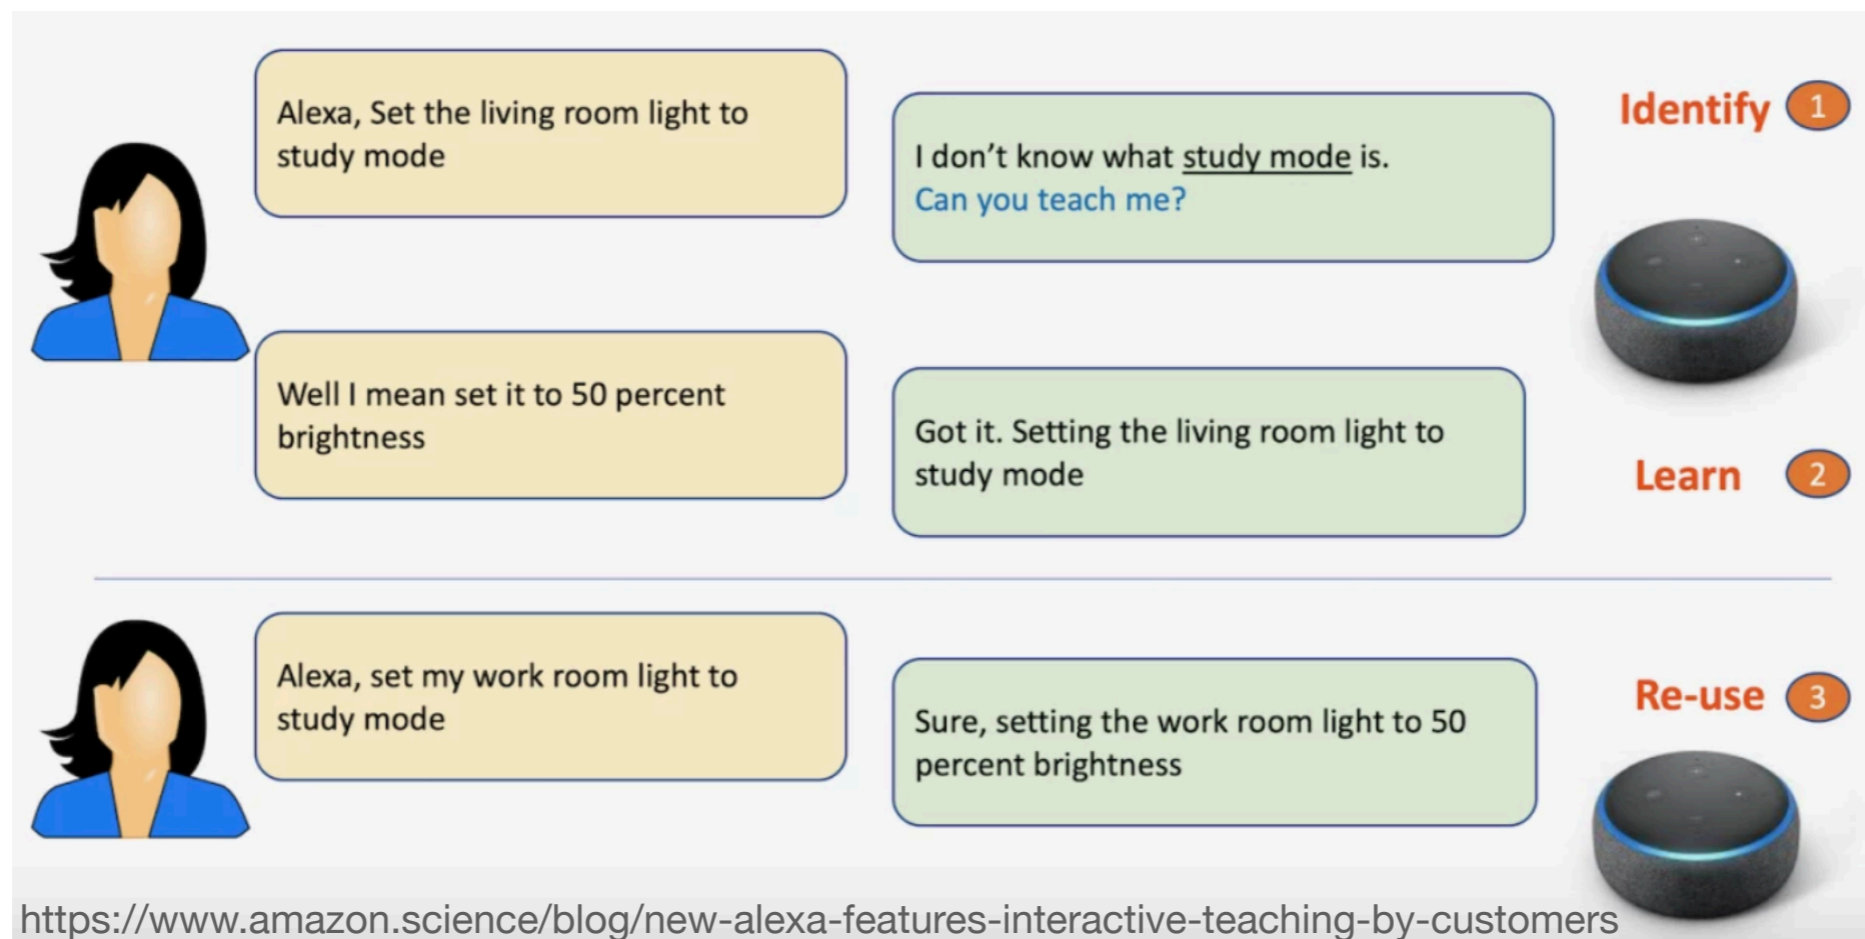 Alexa, Set the living room light to
study mode
Identify 1
I don't know what study mode is.
Can you teach me?
Well I mean set it to 50 percent
brightness
Got it. Setting the living room light to
study mode
Learn 2
Alexa, set my work room light to
study mode
Re-use 3
Sure, setting the work room light to 50
percent brightness
https://www.amazon.science/blog/new-alexa-features-interactive-teaching-by-customers